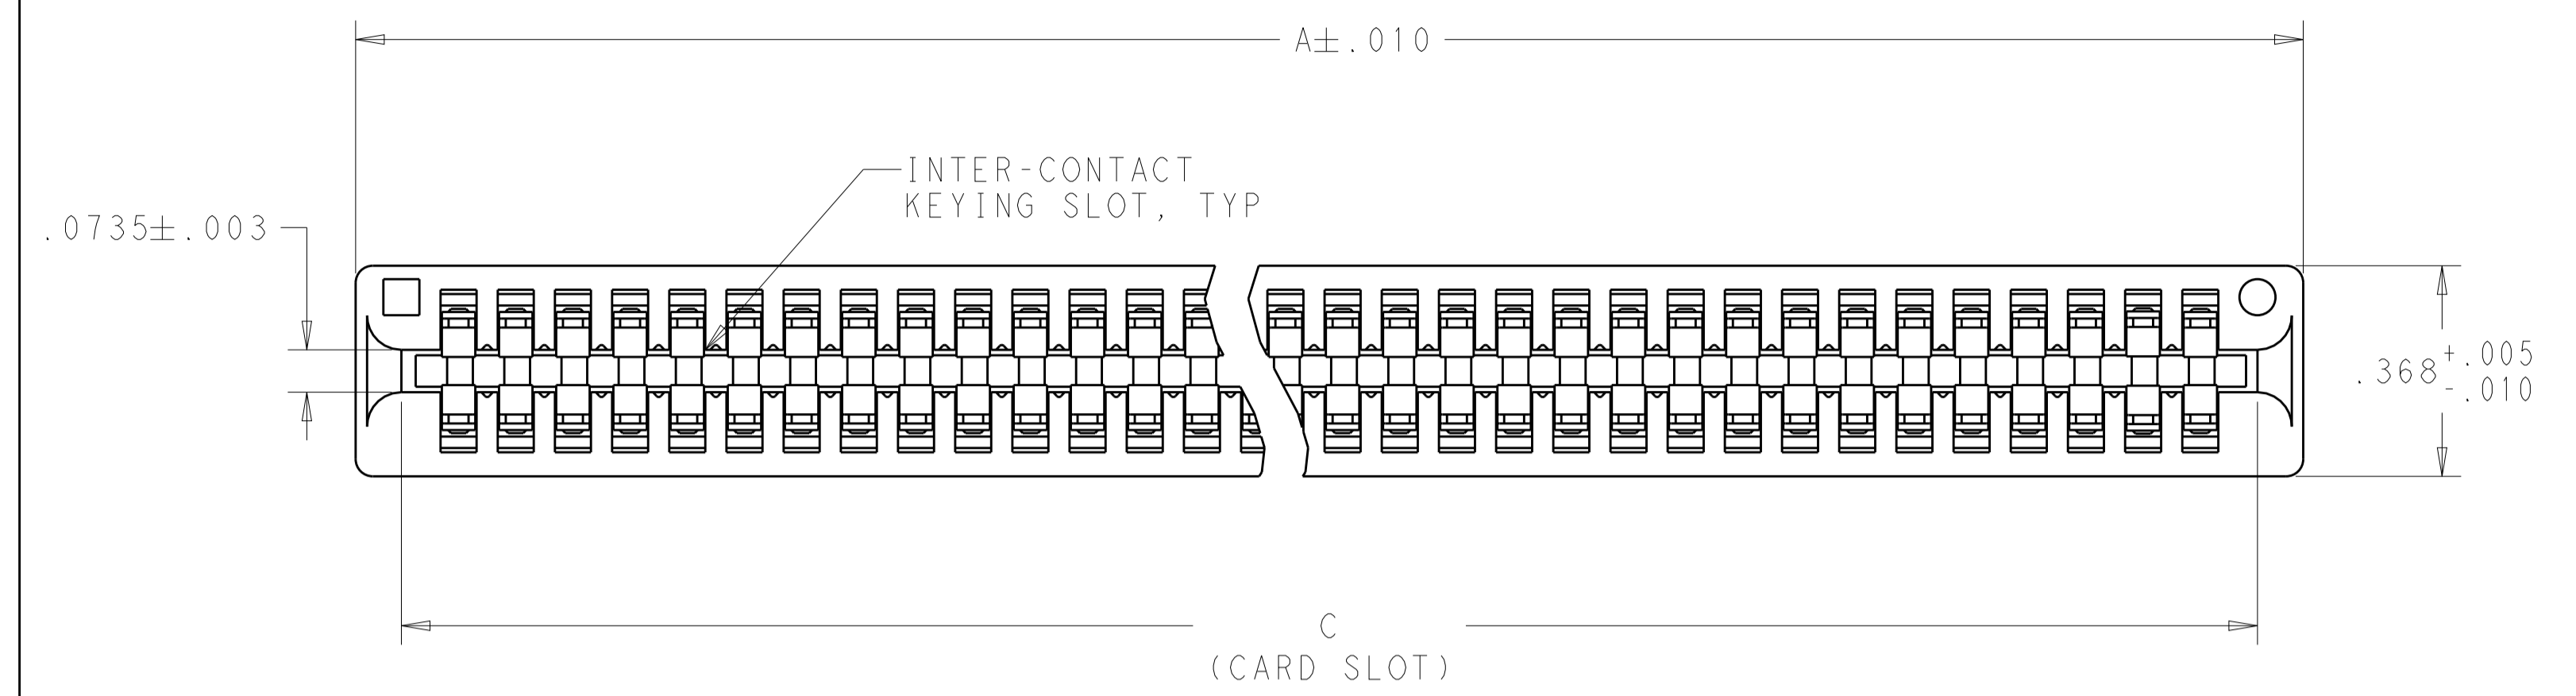 A±.010
INTER-CONTACT
KEYING SLOT, TYP
.0735±.003
.368 +.005
-.010
C
(CARD SLOT)